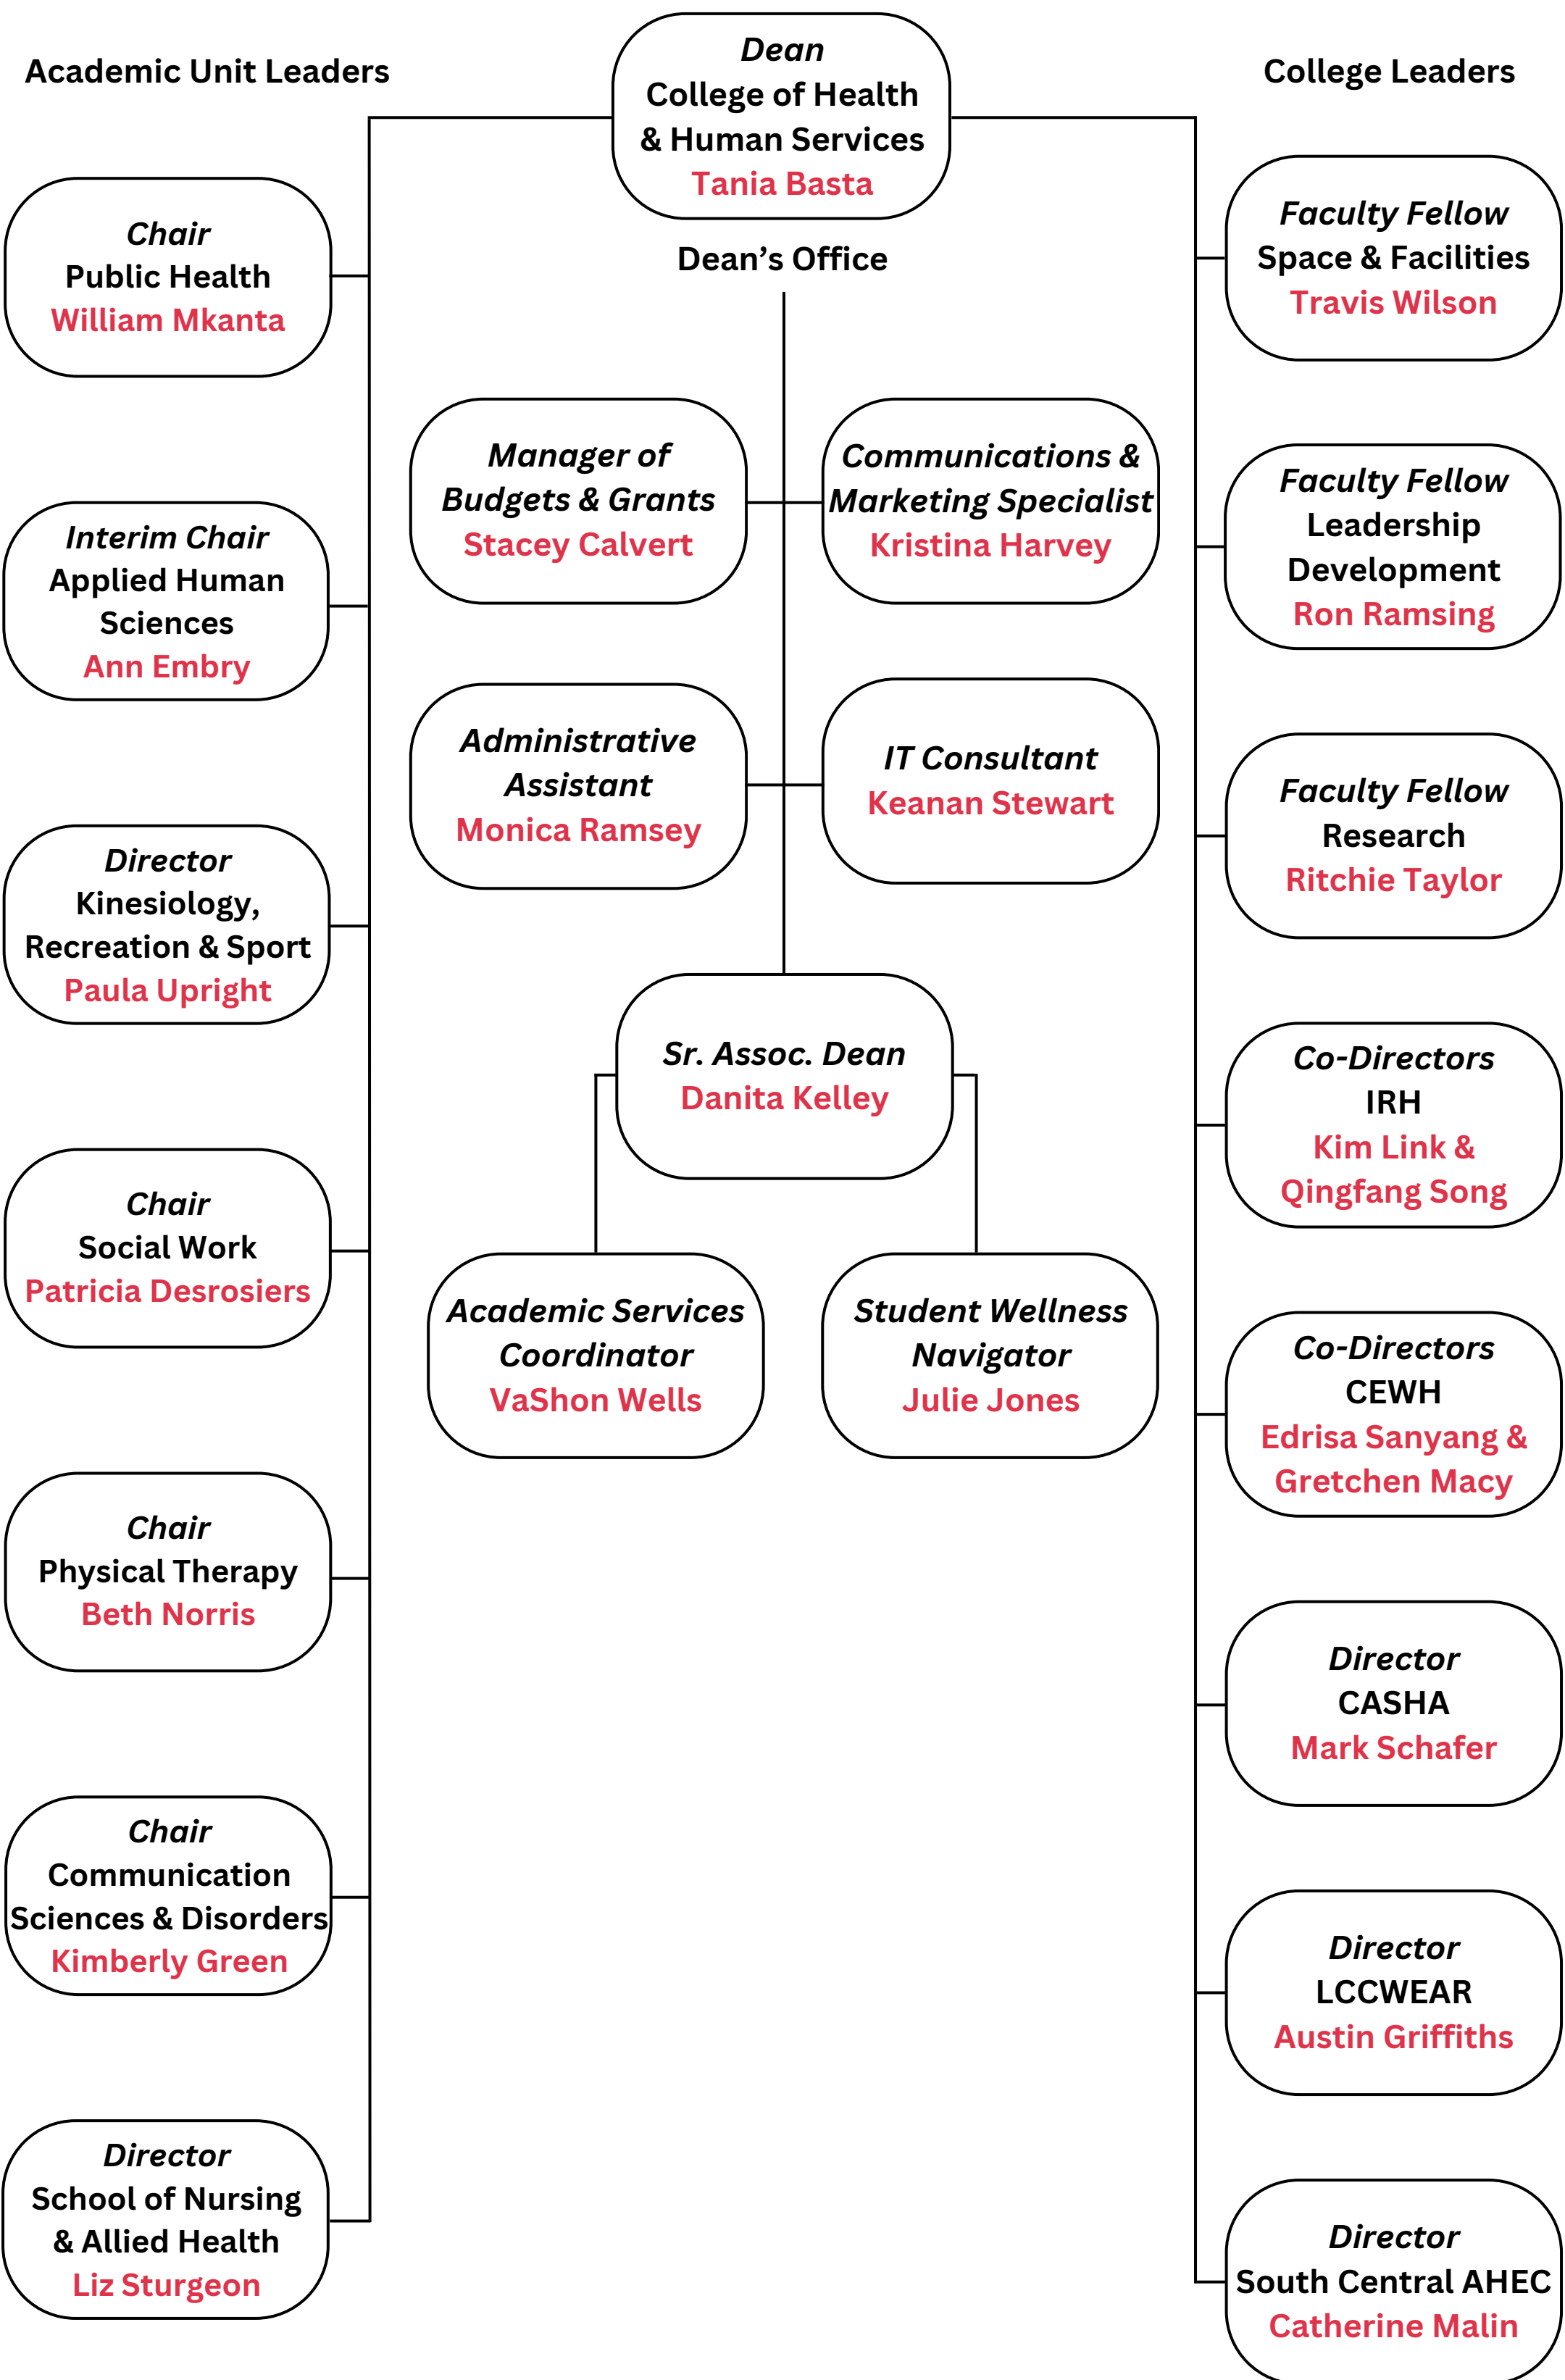 Academic Unit Leaders
Dean
College of Health
& Human Services
Tania Basta
College Leaders
Chair
Public Health
William Mkanta
Interim Chair
Applied Human
Sciences
Ann Embry
Director
Kinesiology,
Recreation & Sport
Paula Upright
Chair
Social Work
Patricia Desrosiers
Chair
Physical Therapy
Beth Norris
Chair
Communication
Sciences & Disorders
Kimberly Green
Director
School of Nursing
& Allied Health
Liz Sturgeon
Dean’s Office
Manager of
Budgets & Grants
Stacey Calvert
Communications &
Marketing Specialist
Kristina Harvey
Administrative
Assistant
Monica Ramsey
IT Consultant
Keanan Stewart
Sr. Assoc. Dean
Danita Kelley
Academic Services
Coordinator
VaShon Wells
Student Wellness
Navigator
Julie Jones
Faculty Fellow
Space & Facilities
Travis Wilson
Faculty Fellow
Leadership
Development
Ron Ramsing
Faculty Fellow
Research
Ritchie Taylor
Co-Directors
IRH
Kim Link &
Qingfang Song
Co-Directors
CEWH
Edrisa Sanyang &
Gretchen Macy
Director
CASHA
Mark Schafer
Director
LCCWEAR
Austin Griffiths
Director
South Central AHEC
Catherine Malin